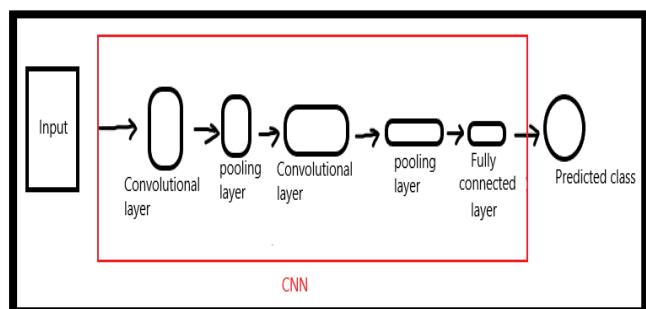 Input
Convolutional
layer
pooling
layer
Convolutional
layer
pooling
layer
Fully
connected
layer
Predicted class
CNN